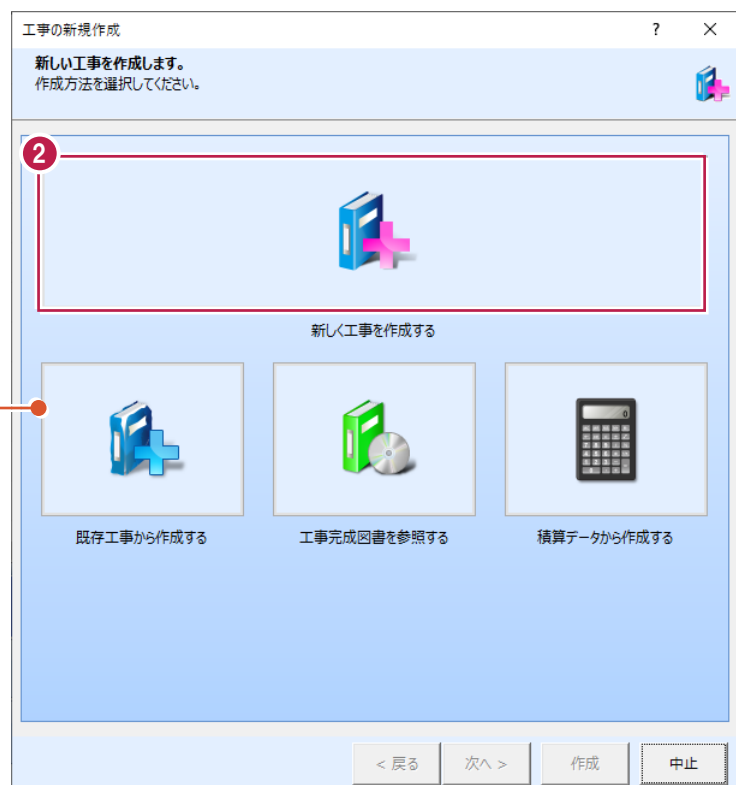 工事の新規作成
?
新しい工事を作成します。
作成方法を選択してください。
2
新しく工事を作成する
0
既存工事から作成する
工事完成図書を参照する
積算データから作成する
< 戻る
次へ >
作成
中止